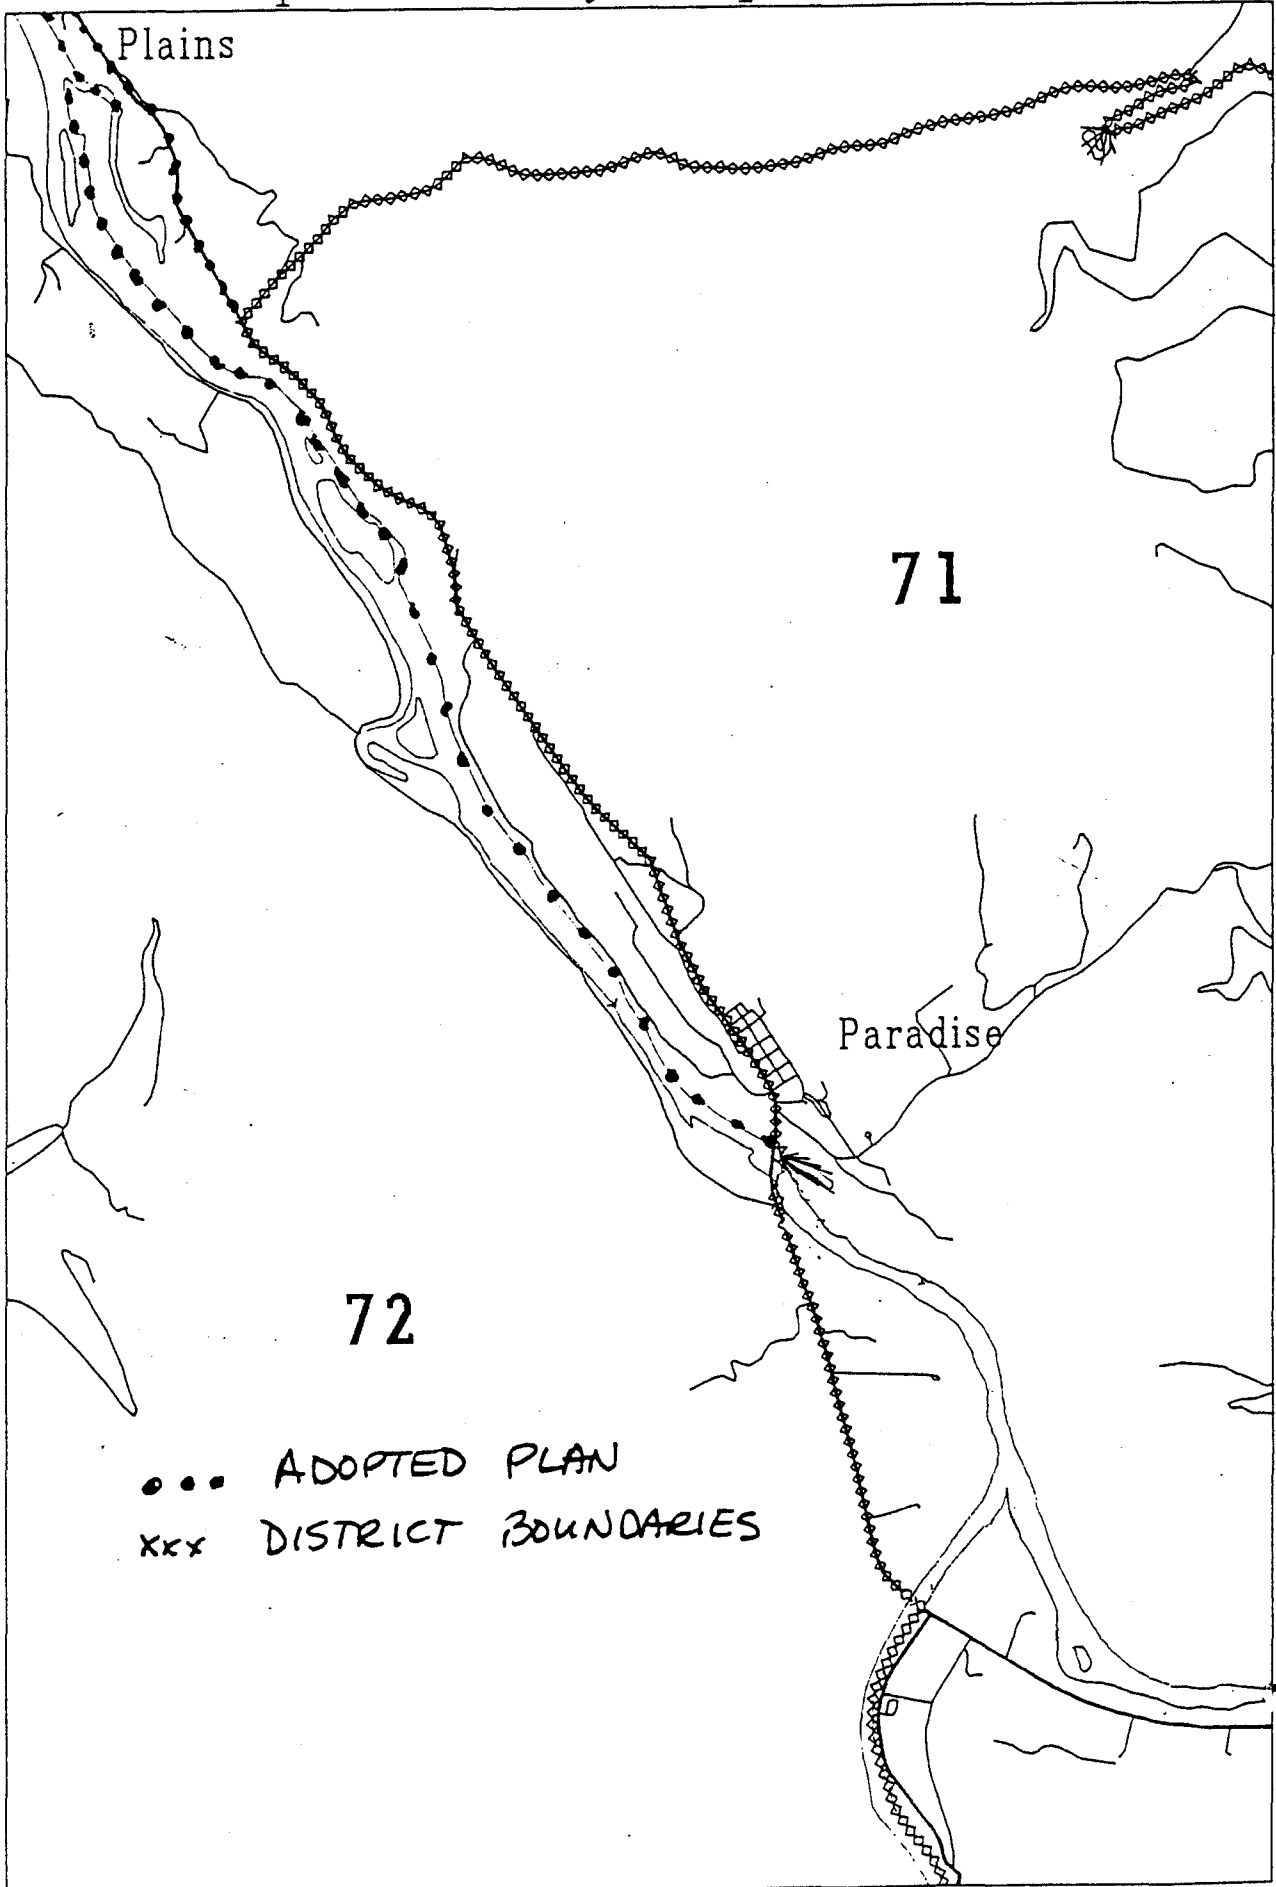 Plains
71
Paradise
72
••• ADOPTED PLAN
xxx DISTRICT BOUNDARIES